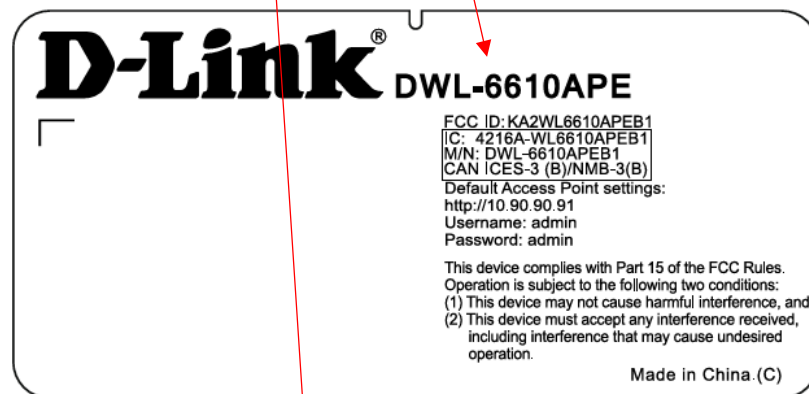 D-Link® DWL-6610APE
FCC ID: KA2WL6610APEB1
IC: 4216A-WL6610APEB1
M/N: DWL-6610APEB1
CAN ICES-3 (B)/NMB-3(B)
Default Access Point settings:
http://10.90.90.91
Username: admin
Password: admin
This device complies with Part 15 of the FCC Rules.
Operation is subject to the following two conditions:
(1) This device may not cause harmful interference, and
(2) This device must accept any interference received,
including interference that may cause undesired
operation.
Made in China.(C)